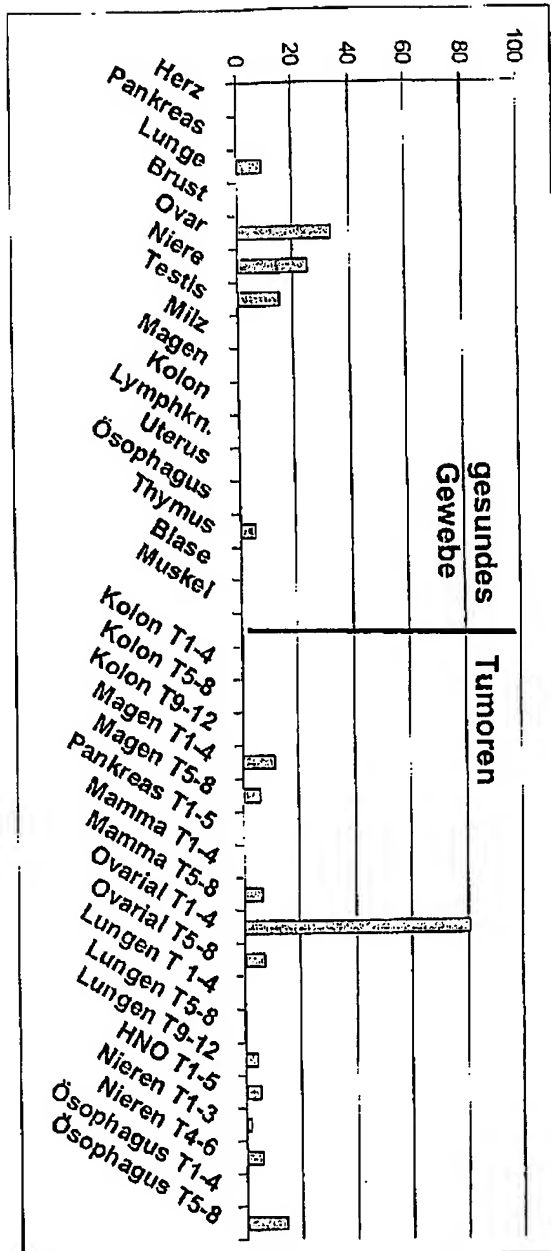 100
80
60
40
20
0
gesundes
Gewebe
Tumoren
Herz
Pankreas
Lunge
Brust
Ovar
Niere
Testis
Milz
Magen
Kolon
Lymphkn.
Uterus
Ösophagus
Thymus
Blase
Muskel
Kolon T1-4
Kolon T5-8
Kolon T9-12
Magen T1-4
Magen T5-8
Pankreas T1-5
Mamma T1-4
Mamma T5-8
Ovarial T1-4
Ovarial T5-8
Lungen T 1-4
Lungen T5-8
Lungen T9-12
HNO T1-5
Nieren T1-3
Nieren T4-6
Ösophagus T1-4
Ösophagus T5-8